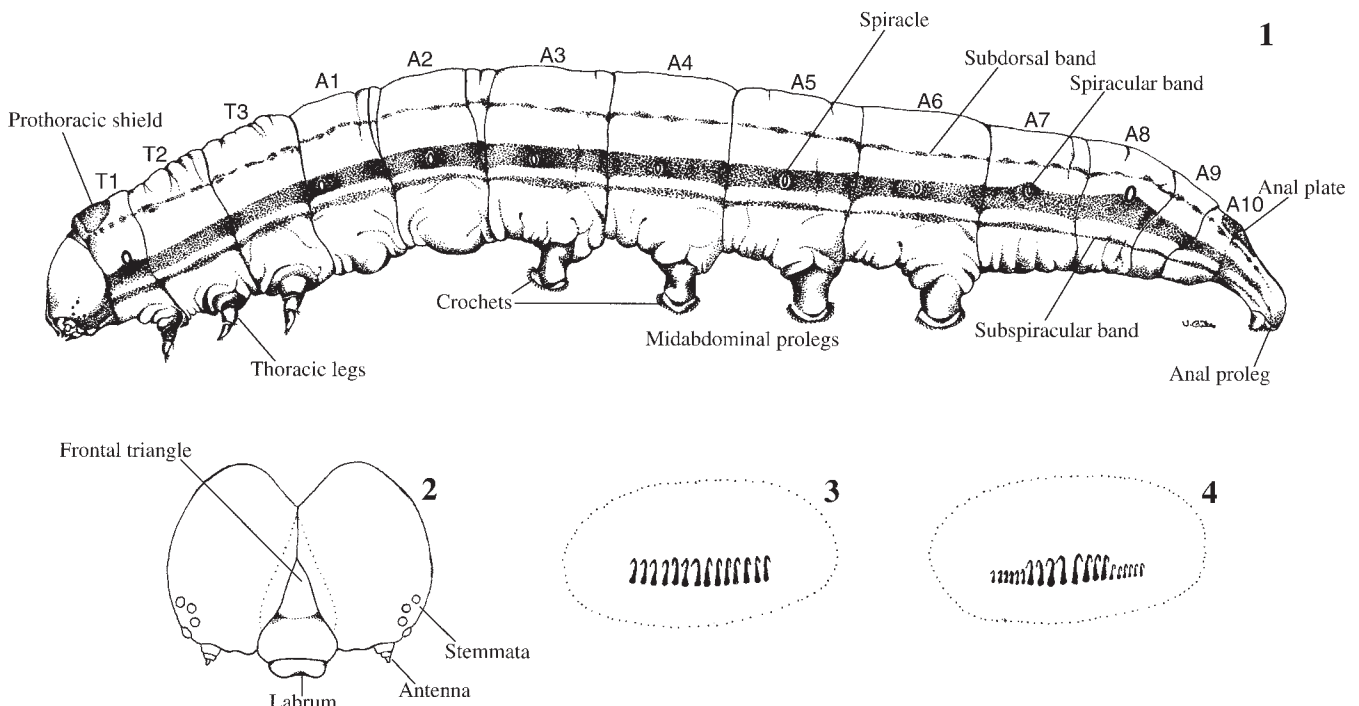 1
Spiracle
Subdorsal band
Spiracular band
A1
A2
A3
A4
A5
A6
A7
A8
A9
A10
T3
T2
T1
Prothoracic shield
Anal plate
Crochets
Midabdominal prolegs
Subspiracular band
Thoracic legs
Anal proleg
Frontal triangle
2
3
4
Stemmata
Antenna
Labrum